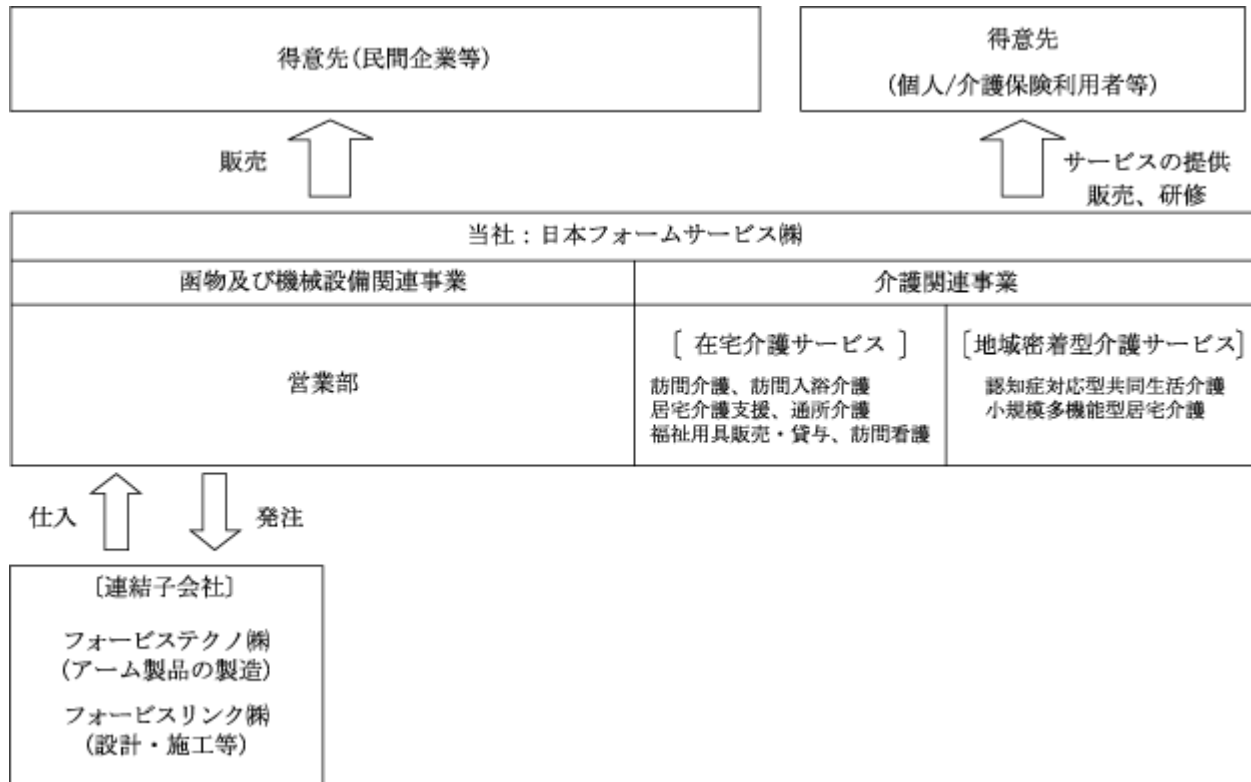 得意先(民間企業等)
得意先
(個人/介護保険利用者等)
販売
サービスの提供
販売、研修
当社：日本フォームサービス㈱
函物及び機械設備関連事業
介護関連事業
営業部
[ 在宅介護サービス ]
訪問介護、訪問入浴介護
居宅介護支援、通所介護
福祉用具販売・貸与、訪問看護
[地域密着型介護サービス]
認知症対応型共同生活介護
小規模多機能型居宅介護
仕入
発注
〔連結子会社〕
フォービステクノ㈱
(アーム製品の製造)
フォービスリンク㈱
(設計・施工等)